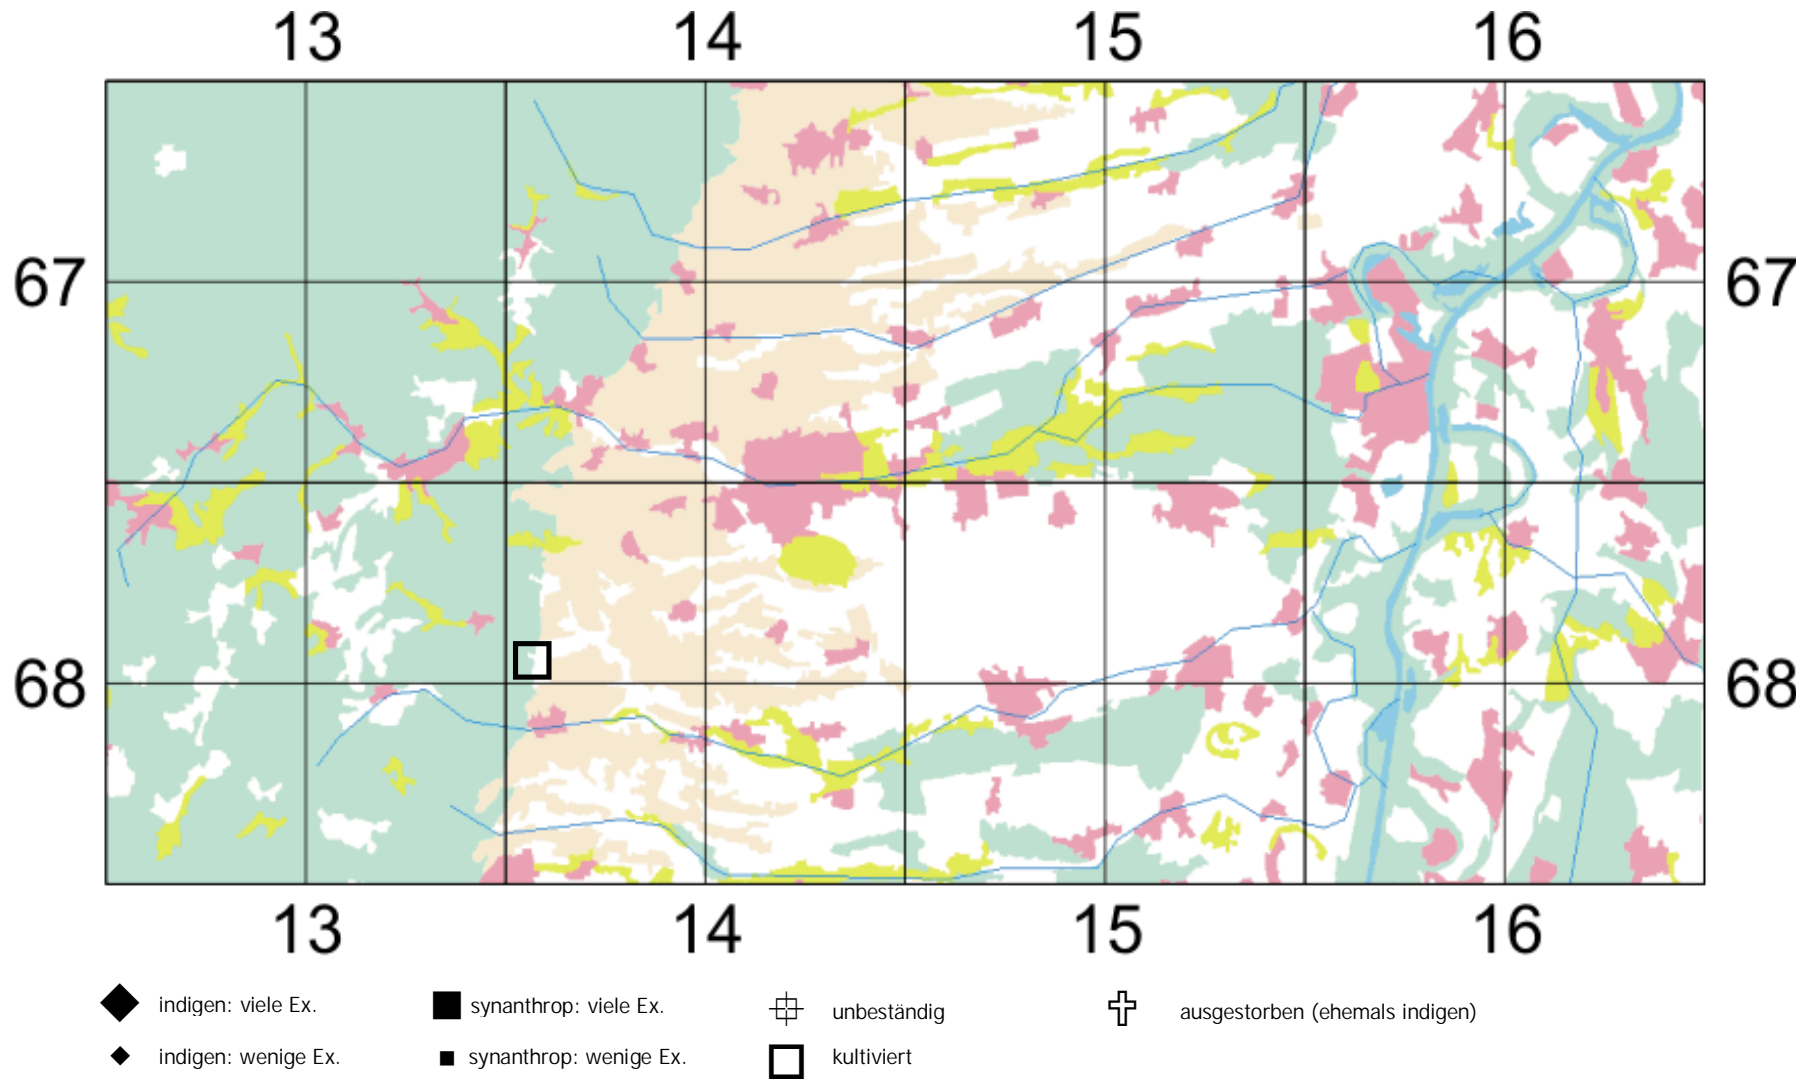 13 14 15 16
67 67
68 68
13 14 15 16
indigen: viele Ex. synanthrop: viele Ex. unbeständig ausgestorben (ehemals indigen)
indigen: wenige Ex. synanthrop: wenige Ex. kultiviert